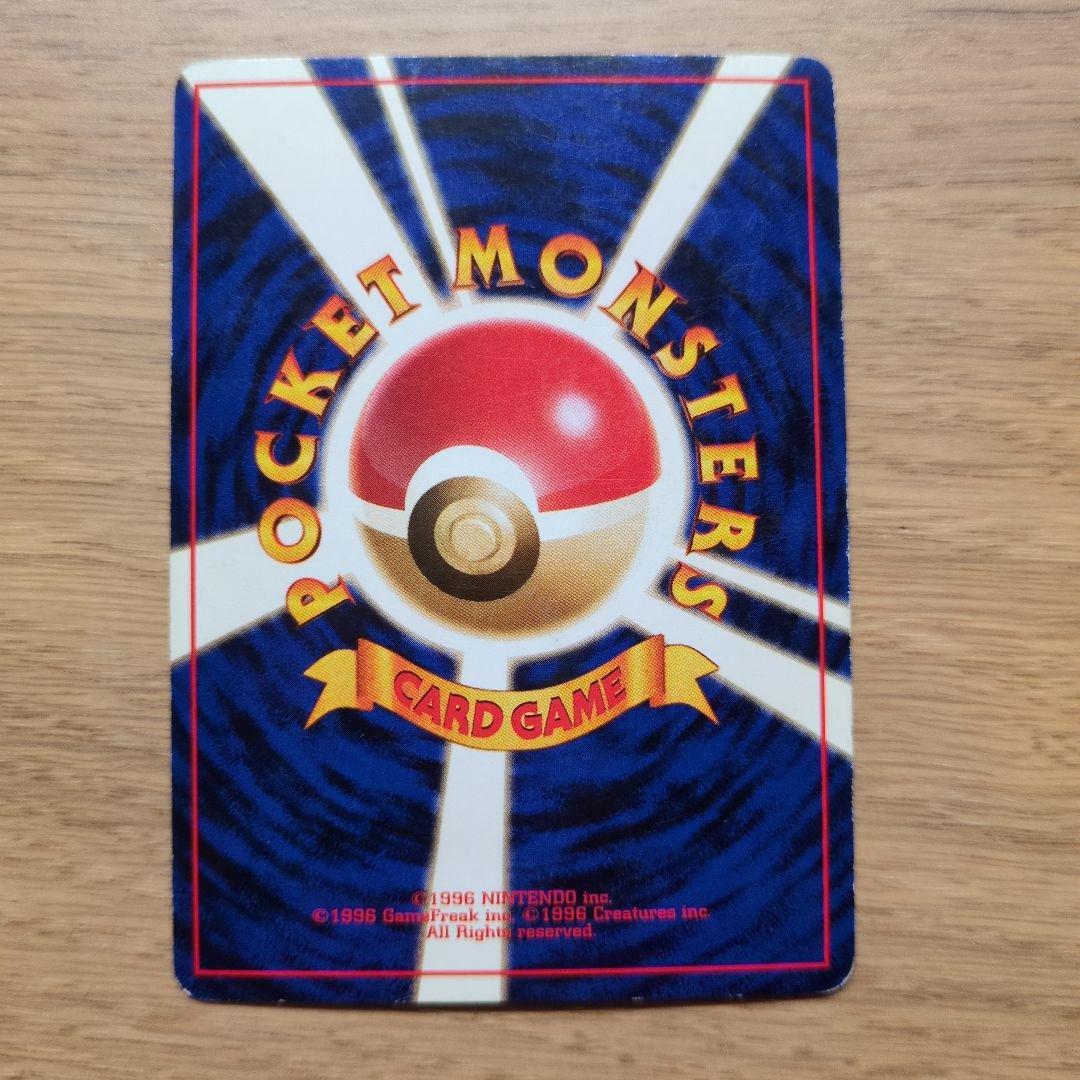 POCKET MONSTERS
CARD GAME
©1996 NINTENDO inc.
©1996 GameFreak inc. ©1996 Creatures inc.
All Rights reserved.